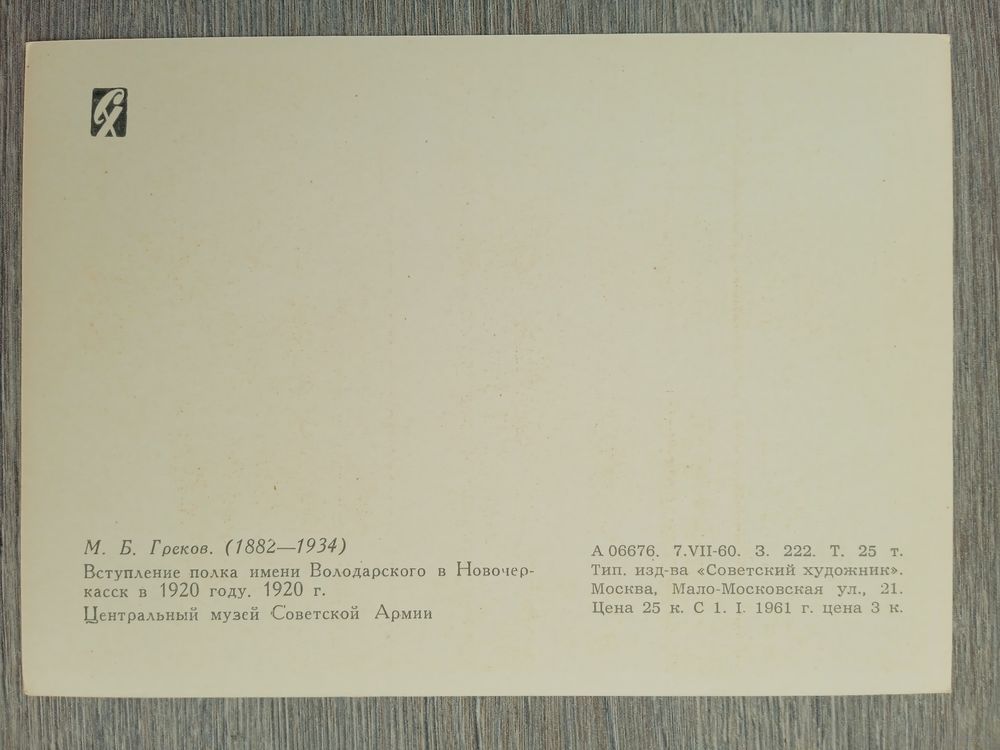 М. Б. Греков. (1882—1934)
Вступление полка имени Володарского в Новочер-
касск в 1920 году. 1920 г.
Центральный музей Советской Армии
А 06676. 7.VII-60. З. 222. Т. 25 т.
Тип. изд-ва «Советский художник».
Москва, Мало-Московская ул., 21.
Цена 25 к. С 1. I. 1961 г. цена 3 к.